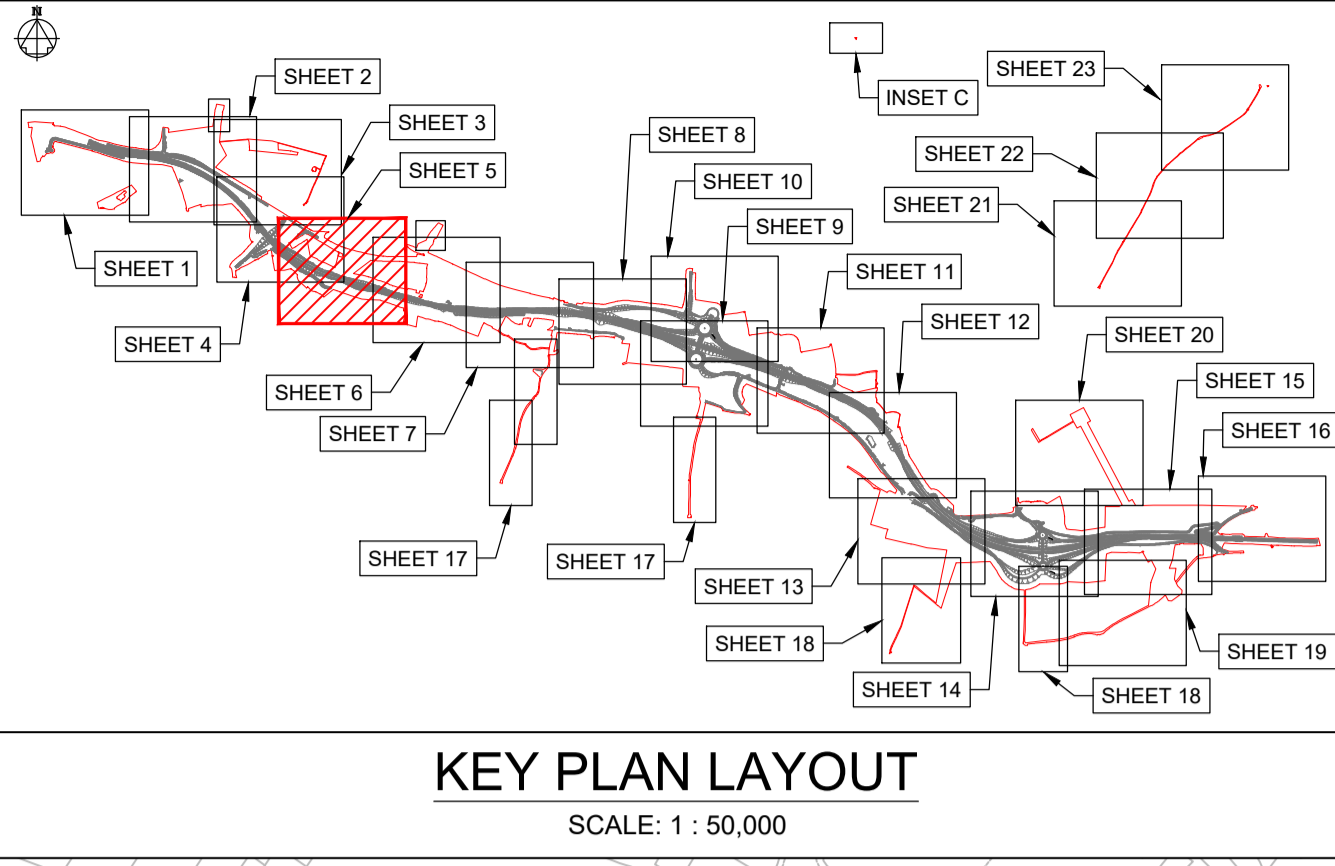 N
SHEET 2
SHEET 3
SHEET 5
SHEET 1
SHEET 4
SHEET 6
SHEET 7
SHEET 8
SHEET 10
SHEET 9
SHEET 11
SHEET 12
INSET C
SHEET 23
SHEET 22
SHEET 21
SHEET 20
SHEET 15
SHEET 16
SHEET 17
SHEET 17
SHEET 13
SHEET 18
SHEET 14
SHEET 18
SHEET 19
KEY PLAN LAYOUT
SCALE: 1 : 50,000